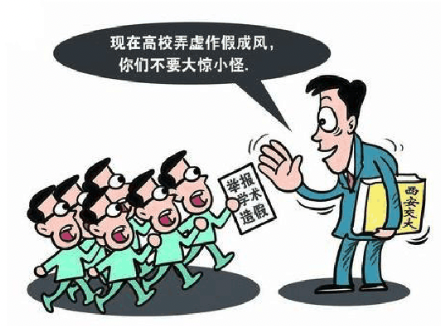 现在高校弄虚作假成风，
你们不要大惊小怪.
举报
学术
造假
西安交大